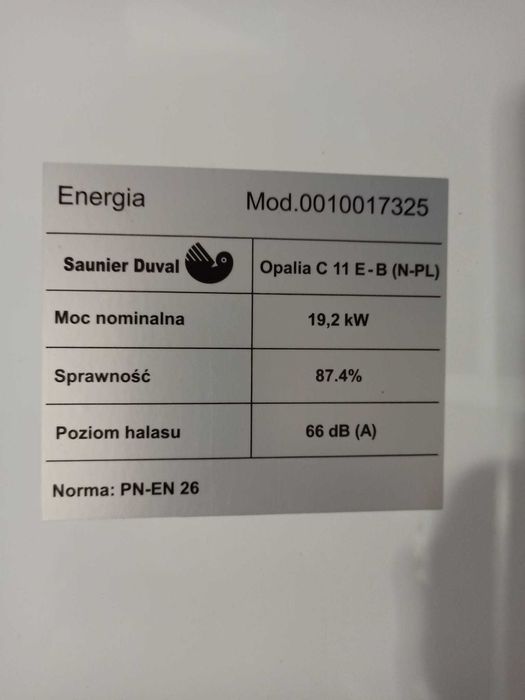 Energia Mod.0010017325
Saunier Duval Opalia C 11 E-B (N-PL)
Moc nominalna 19,2 kW
Sprawność 87.4%
Poziom halasu 66 dB (A)
Norma: PN-EN 26